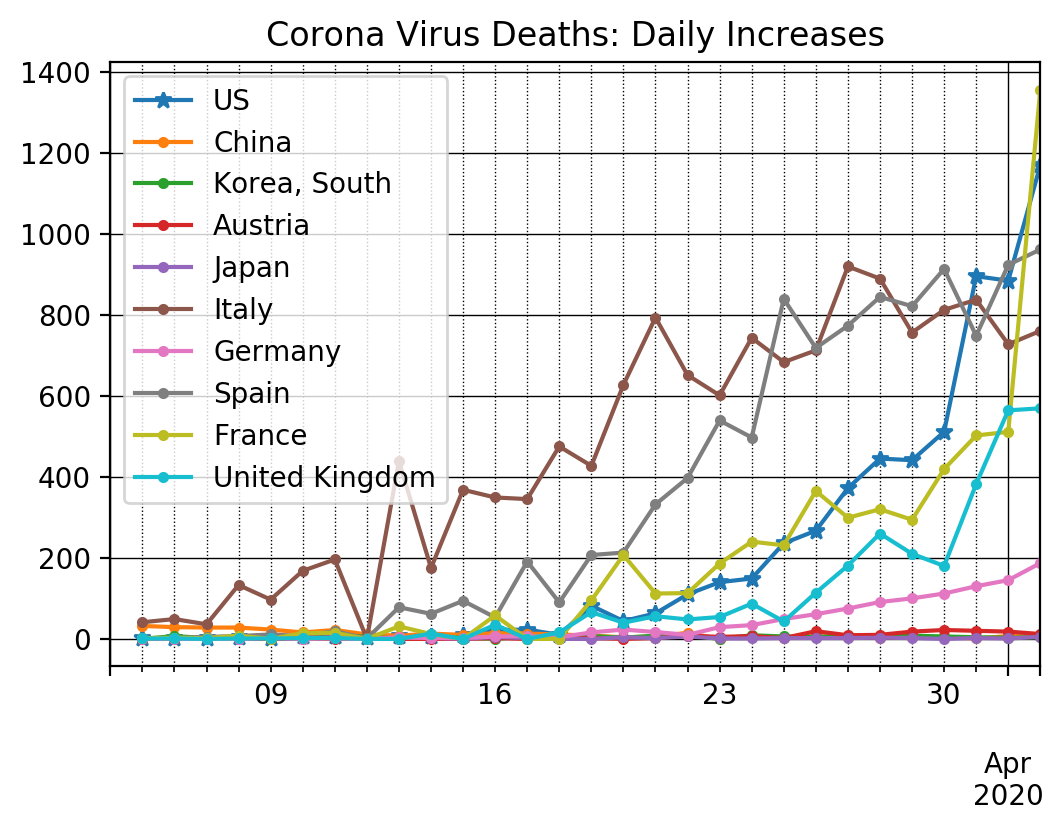 Corona Virus Deaths: Daily Increases
1400
1200
1000
800
600
400
200
0
US
China
Korea, South
Austria
Japan
Italy
Germany
Spain
France
United Kingdom
09
16
23
30
Apr
2020